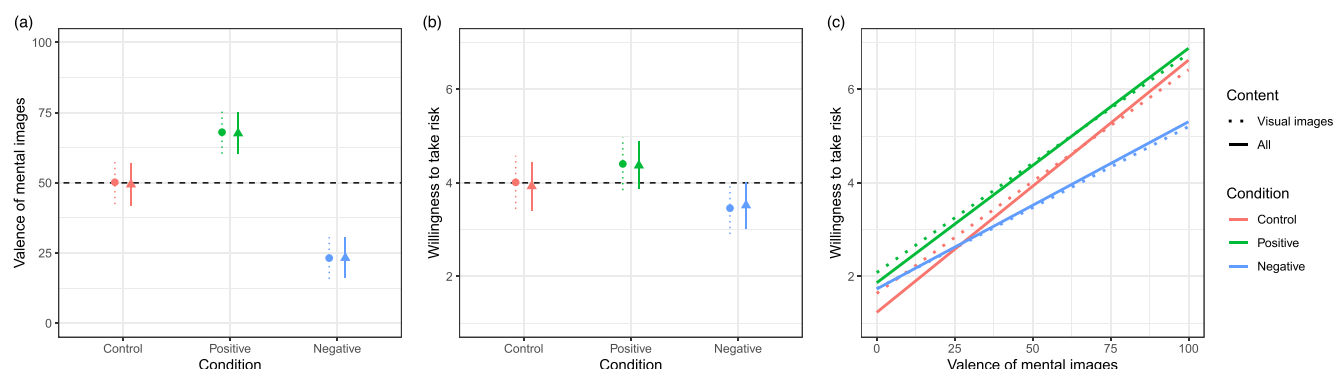 (a)
Valence of mental images
100
75
50
25
0
Control
Positive
Negative
Condition
(b)
Willingness to take risk
6
4
2
Control
Positive
Negative
Condition
(c)
Willingness to take risk
6
4
2
0
25
50
75
100
Valence of mental images
Content
Visual images
All
Condition
Control
Positive
Negative